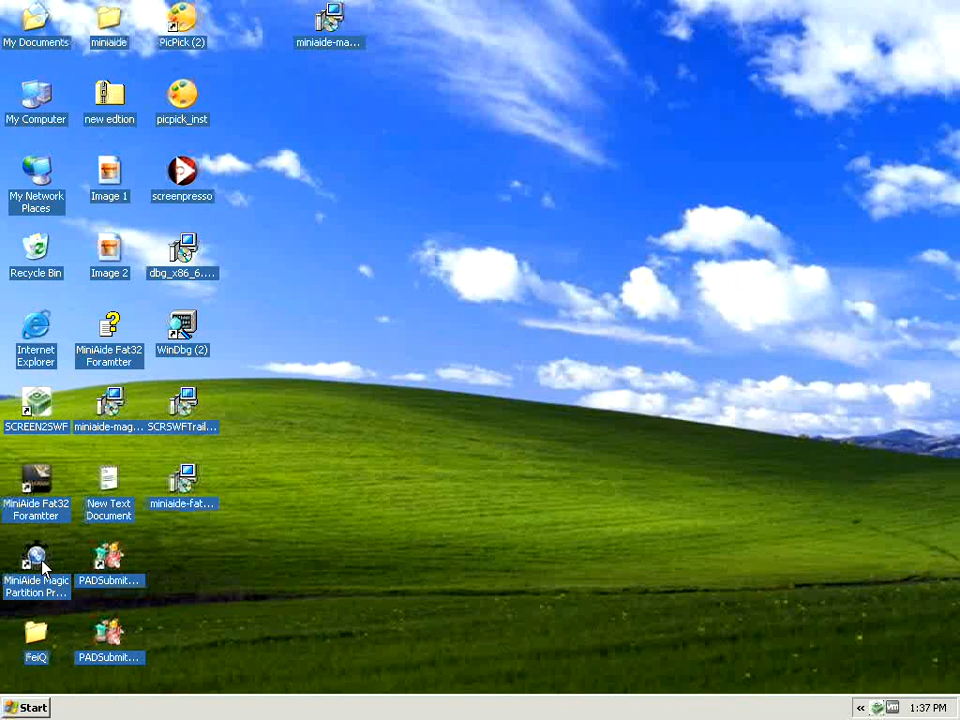 My Documents
miniaide
PicPick (2)
miniaide-ma...
My Computer
new edtion
picpick_inst
My Network
Places
Image 1
screenpresso
Recycle Bin
Image 2
dbg_x86_6....
Internet
Explorer
MiniAide Fat32
Foramtter
WinDbg (2)
SCREEN2SWF
miniaide-mag...
SCRSWFTrail...
MiniAide Fat32
Foramtter
New Text
Document
miniaide-fat...
MiniAide Magic
Partition Pr...
PADSubmit...
FeiQ
PADSubmit...
Start
«
vm
1:37 PM